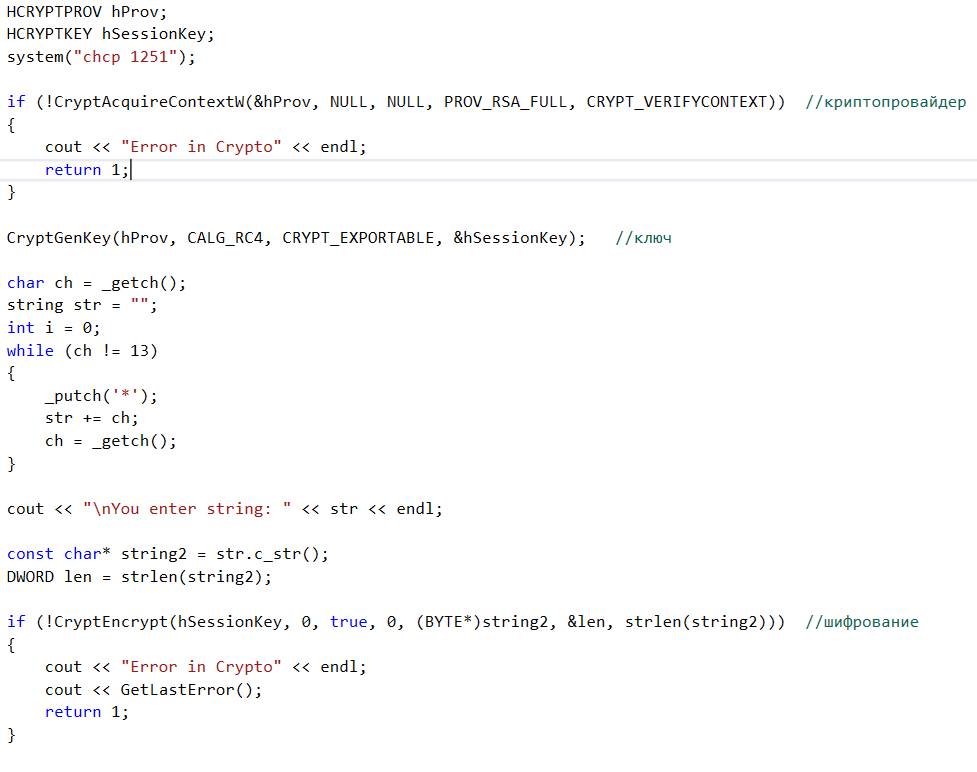 HCRYPTPROV hProv;
HCRYPTKEY hSessionKey;
system("chcp 1251");
if (!CryptAcquireContextW(&hProv, NULL, NULL, PROV_RSA_FULL, CRYPT_VERIFYCONTEXT))  //криптопровайдер
{
    cout << "Error in Crypto" << endl;
    return 1;
}
CryptGenKey(hProv, CALG_RC4, CRYPT_EXPORTABLE, &hSessionKey);   //ключ
char ch = _getch();
string str = "";
int i = 0;
while (ch != 13)
{
    _putch('*');
    str += ch;
    ch = _getch();
}
cout << "\nYou enter string: " << str << endl;
const char* string2 = str.c_str();
DWORD len = strlen(string2);
if (!CryptEncrypt(hSessionKey, 0, true, 0, (BYTE*)string2, &len, strlen(string2)))  //шифрование
{
    cout << "Error in Crypto" << endl;
    cout << GetLastError();
    return 1;
}